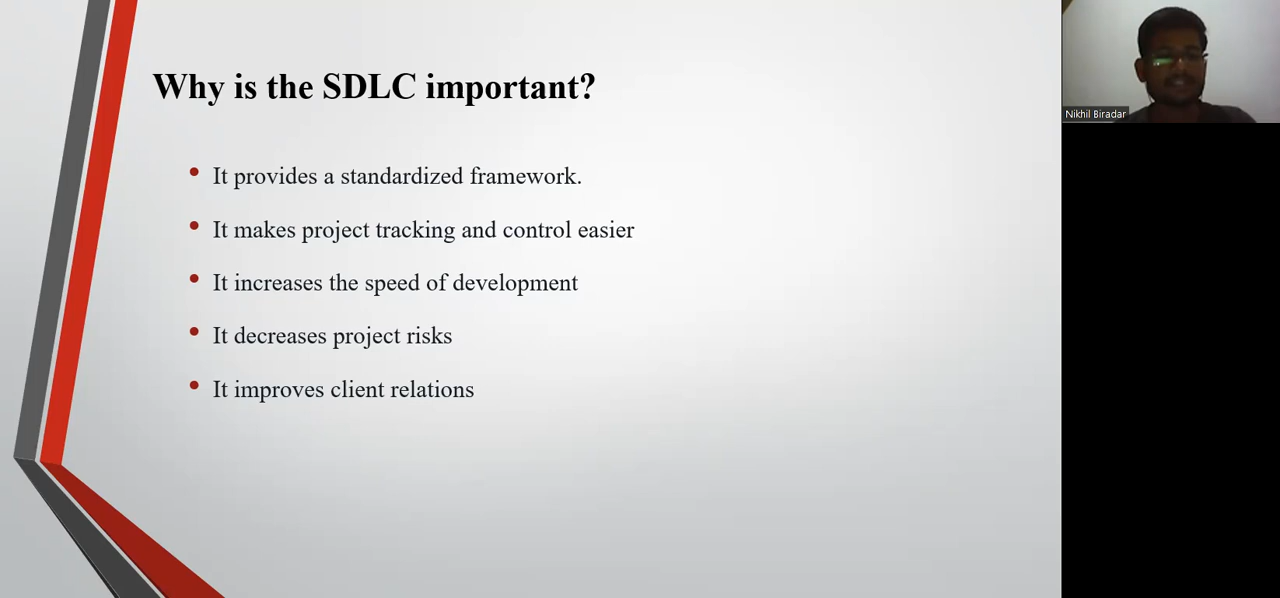 Why is the SDLC important?
It provides a standardized framework.
It makes project tracking and control easier
It increases the speed of development
It decreases project risks
It improves client relations
Nikhil Biradar